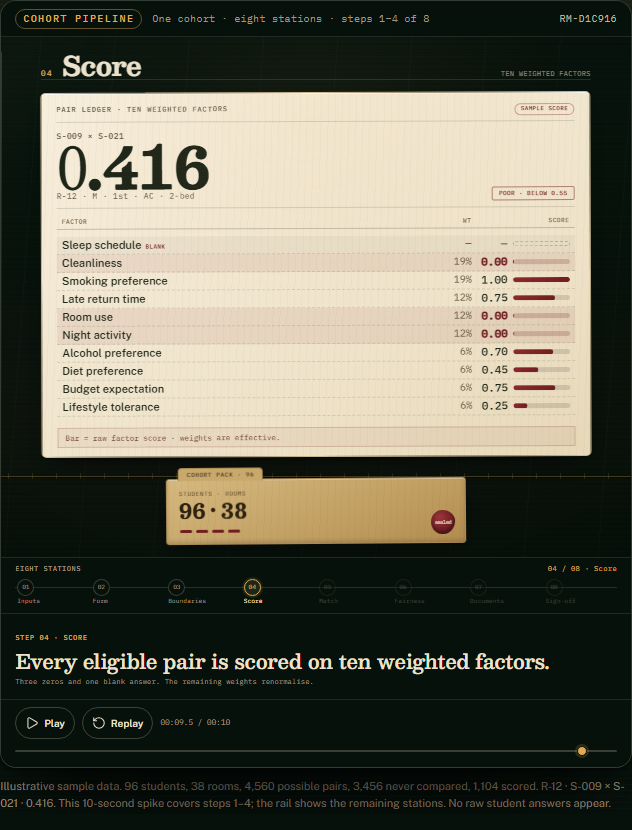 COHORT PIPELINE One cohort · eight stations · steps 1–4 of 8 RM-D1C916
04 Score TEN WEIGHTED FACTORS
PAIR LEDGER · TEN WEIGHTED FACTORS SAMPLE SCORE
S-009 × S-021
0.416
R-12 · M · 1st · AC · 2-bed POOR · BELOW 0.55
FACTOR WT SCORE
Sleep schedule BLANK — —
Cleanliness 19% 0.00
Smoking preference 19% 1.00
Late return time 12% 0.75
Room use 12% 0.00
Night activity 12% 0.00
Alcohol preference 6% 0.70
Diet preference 6% 0.45
Budget expectation 6% 0.75
Lifestyle tolerance 6% 0.25
Bar = raw factor score · weights are effective.
COHORT PACK · 96
STUDENTS · ROOMS
96·38
sealed
EIGHT STATIONS 04 / 08 · Score
01 02 03 04 05 06 07 08
Inputs Form Boundaries Score Match Fairness Documents Sign-off
STEP 04 · SCORE
Every eligible pair is scored on ten weighted factors.
Three zeros and one blank answer. The remaining weights renormalise.
Play Replay 00:09.5 / 00:10
Illustrative sample data. 96 students, 38 rooms, 4,560 possible pairs, 3,456 never compared, 1,104 scored. R-12 · S-009 × S-
021 · 0.416. This 10-second spike covers steps 1–4; the rail shows the remaining stations. No raw student answers appear.